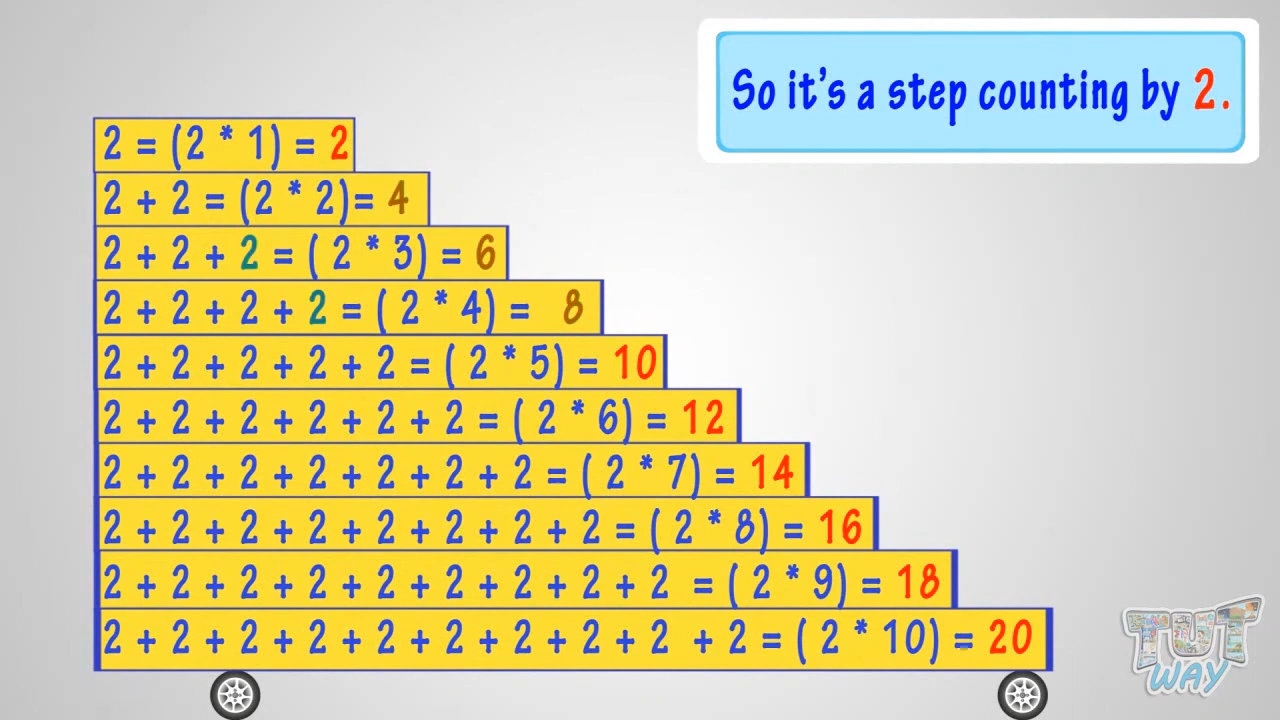 So it's a step counting by 2.
2 = (2 * 1) = 2
2 + 2 = (2 * 2)= 4
2 + 2 + 2 = ( 2 * 3) = 6
2 + 2 + 2 + 2 = ( 2 * 4) = 8
2 + 2 + 2 + 2 + 2 = ( 2 * 5) = 10
2 + 2 + 2 + 2 + 2 + 2 = ( 2 * 6) = 12
2 + 2 + 2 + 2 + 2 + 2 + 2 = ( 2 * 7) = 14
2 + 2 + 2 + 2 + 2 + 2 + 2 + 2 = ( 2 * 8) = 16
2 + 2 + 2 + 2 + 2 + 2 + 2 + 2 + 2 = ( 2 * 9) = 18
2 + 2 + 2 + 2 + 2 + 2 + 2 + 2 + 2 + 2 = ( 2 * 10) = 20
TUT
WAY